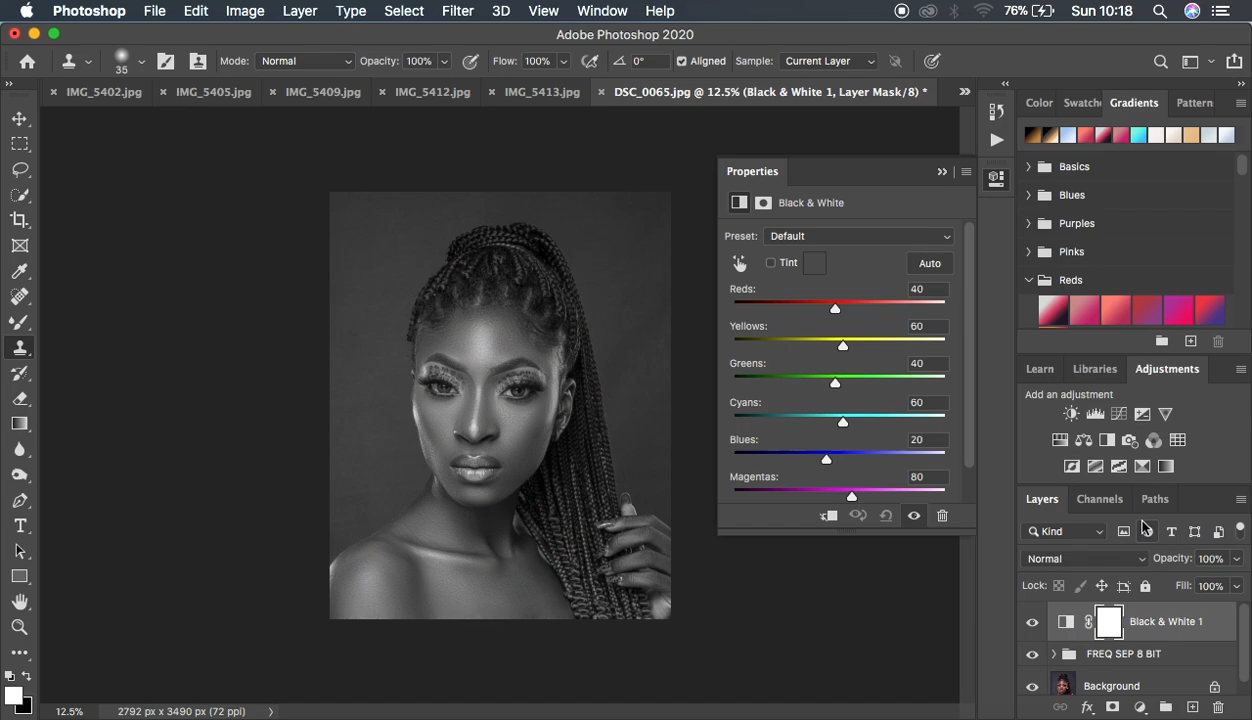 Photoshop File Edit Image Layer Type Select Filter 3D View Window Help 76% Sun 10:18
Adobe Photoshop 2020
35 Mode: Normal Opacity: 100% Flow: 100% 0° Aligned Sample: Current Layer
IMG_5402.jpg IMG_5405.jpg IMG_5409.jpg IMG_5412.jpg IMG_5413.jpg DSC_0065.jpg @ 12.5% (Black & White 1, Layer Mask/8) *
Color Swatche Gradients Pattern
Basics
Blues
Purples
Pinks
Reds
Properties
Black & White
Preset: Default
Tint Auto
Reds: 40
Yellows: 60
Greens: 40
Cyans: 60
Blues: 20
Magentas: 80
Learn Libraries Adjustments
Add an adjustment
Layers Channels Paths
Kind
Normal Opacity: 100%
Lock: Fill: 100%
Black & White 1
FREQ SEP 8 BIT
Background
12.5% 2792 px x 3490 px (72 ppi)